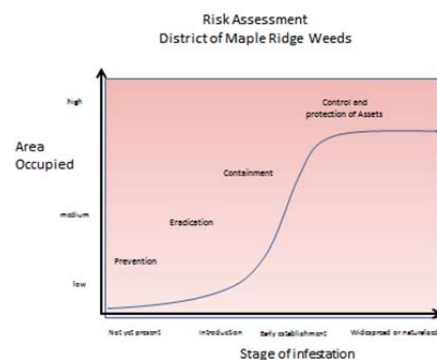 Risk Assessment
District of Maple Ridge Weeds
high
Control and
protection of Assets
Area
Occupied
Containment
medium
Eradication
Prevention
low
Not yet present
Introduction
Early establishment
Widespread or naturalised
Stage of infestation